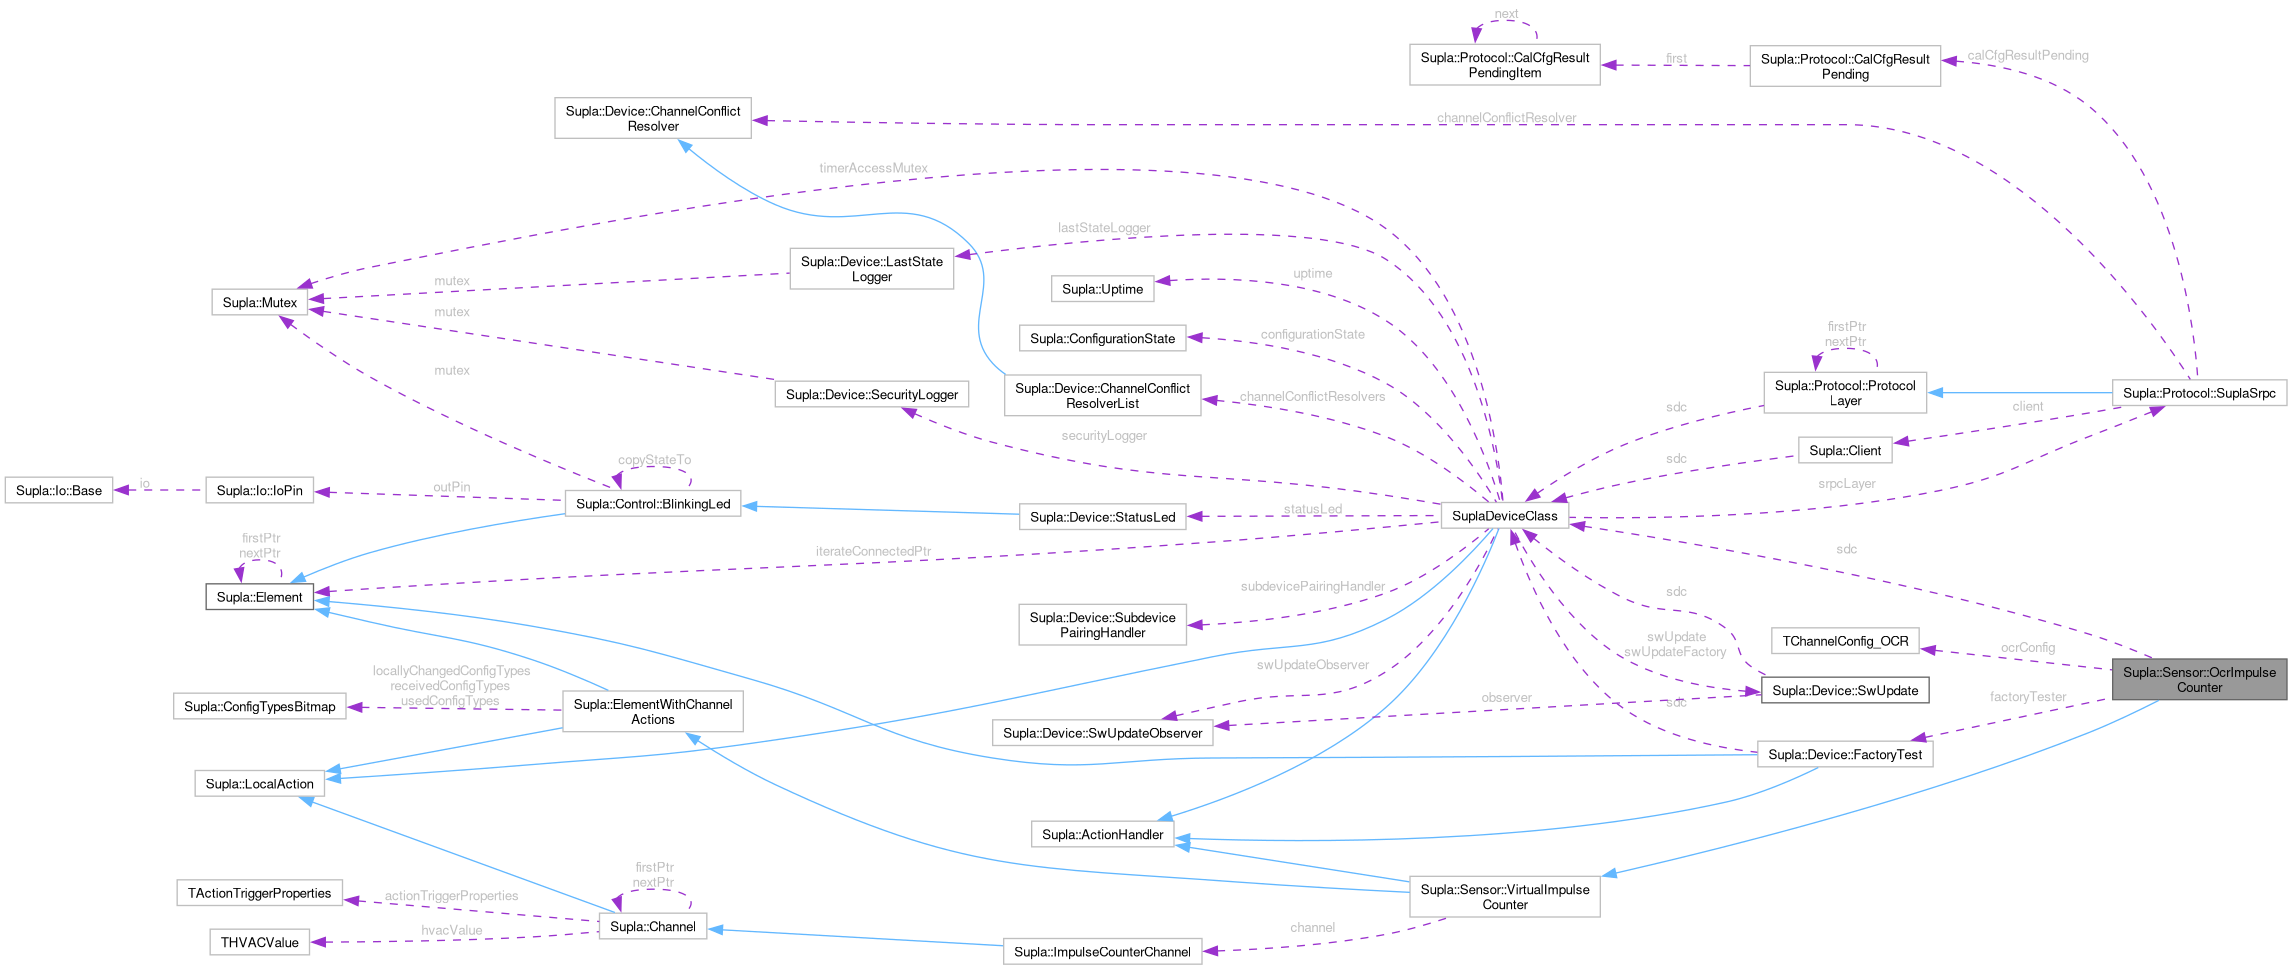 next
Supla::Protocol::CalCfgResult
PendingItem
first
Supla::Protocol::CalCfgResult
Pending
calCfgResultPending
Supla::Device::ChannelConflict
Resolver
channelConflictResolver
timerAccessMutex
lastStateLogger
Supla::Device::LastState
Logger
Supla::Mutex
mutex
mutex
mutex
Supla::Uptime
uptime
Supla::ConfigurationState
configurationState
Supla::Device::ChannelConflict
ResolverList
channelConflictResolvers
firstPtr
nextPtr
Supla::Protocol::Protocol
Layer
Supla::Protocol::SuplaSrpc
Supla::Device::SecurityLogger
securityLogger
sdc
client
Supla::Client
sdc
srpcLayer
copyStateTo
Supla::Io::Base
io
Supla::Io::IoPin
outPin
Supla::Control::BlinkingLed
Supla::Device::StatusLed
statusLed
SuplaDeviceClass
iterateConnectedPtr
firstPtr
nextPtr
Supla::Element
sdc
subdevicePairingHandler
Supla::Device::Subdevice
PairingHandler
sdc
swUpdate
swUpdateFactory
TChannelConfig_OCR
ocrConfig
Supla::Sensor::OcrImpulse
Counter
swUpdateObserver
Supla::Device::SwUpdate
locallyChangedConfigTypes
receivedConfigTypes
usedConfigTypes
Supla::ConfigTypesBitmap
Supla::ElementWithChannel
Actions
observer
sdc
factoryTester
Supla::Device::SwUpdateObserver
Supla::Device::FactoryTest
Supla::LocalAction
Supla::ActionHandler
firstPtr
nextPtr
TActionTriggerProperties
actionTriggerProperties
Supla::Channel
THVACValue
hvacValue
Supla::Sensor::VirtualImpulse
Counter
channel
Supla::ImpulseCounterChannel